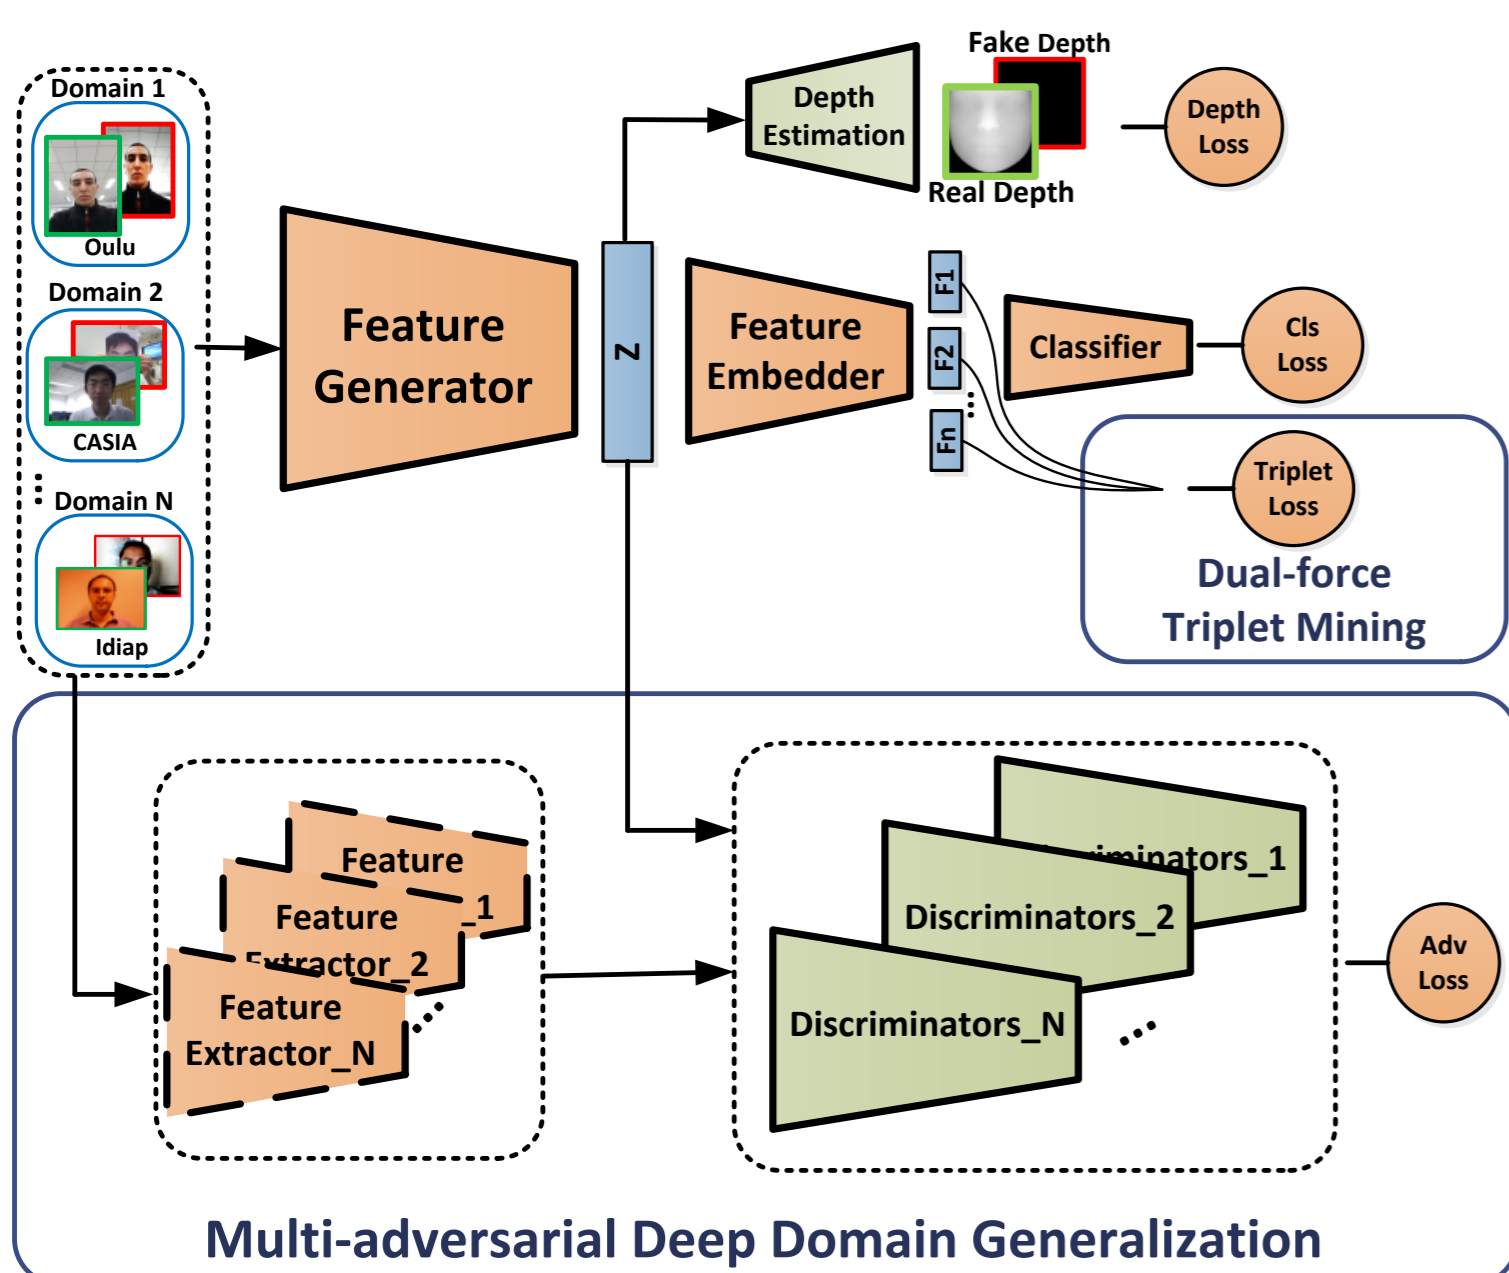 Domain 1
Oulu
Domain 2
CASIA
Domain N
Idiap
Feature
Generator
Z
Depth
Estimation
Fake Depth
Real Depth
Depth
Loss
Feature
Embedder
F1
F2
Fn
Classifier
Cls
Loss
Triplet
Loss
Dual-force
Triplet Mining
Feature
_1
Feature
Extractor_2
Feature
Extractor_N
Discriminators_1
Discriminators_2
Discriminators_N
Adv
Loss
Multi-adversarial Deep Domain Generalization